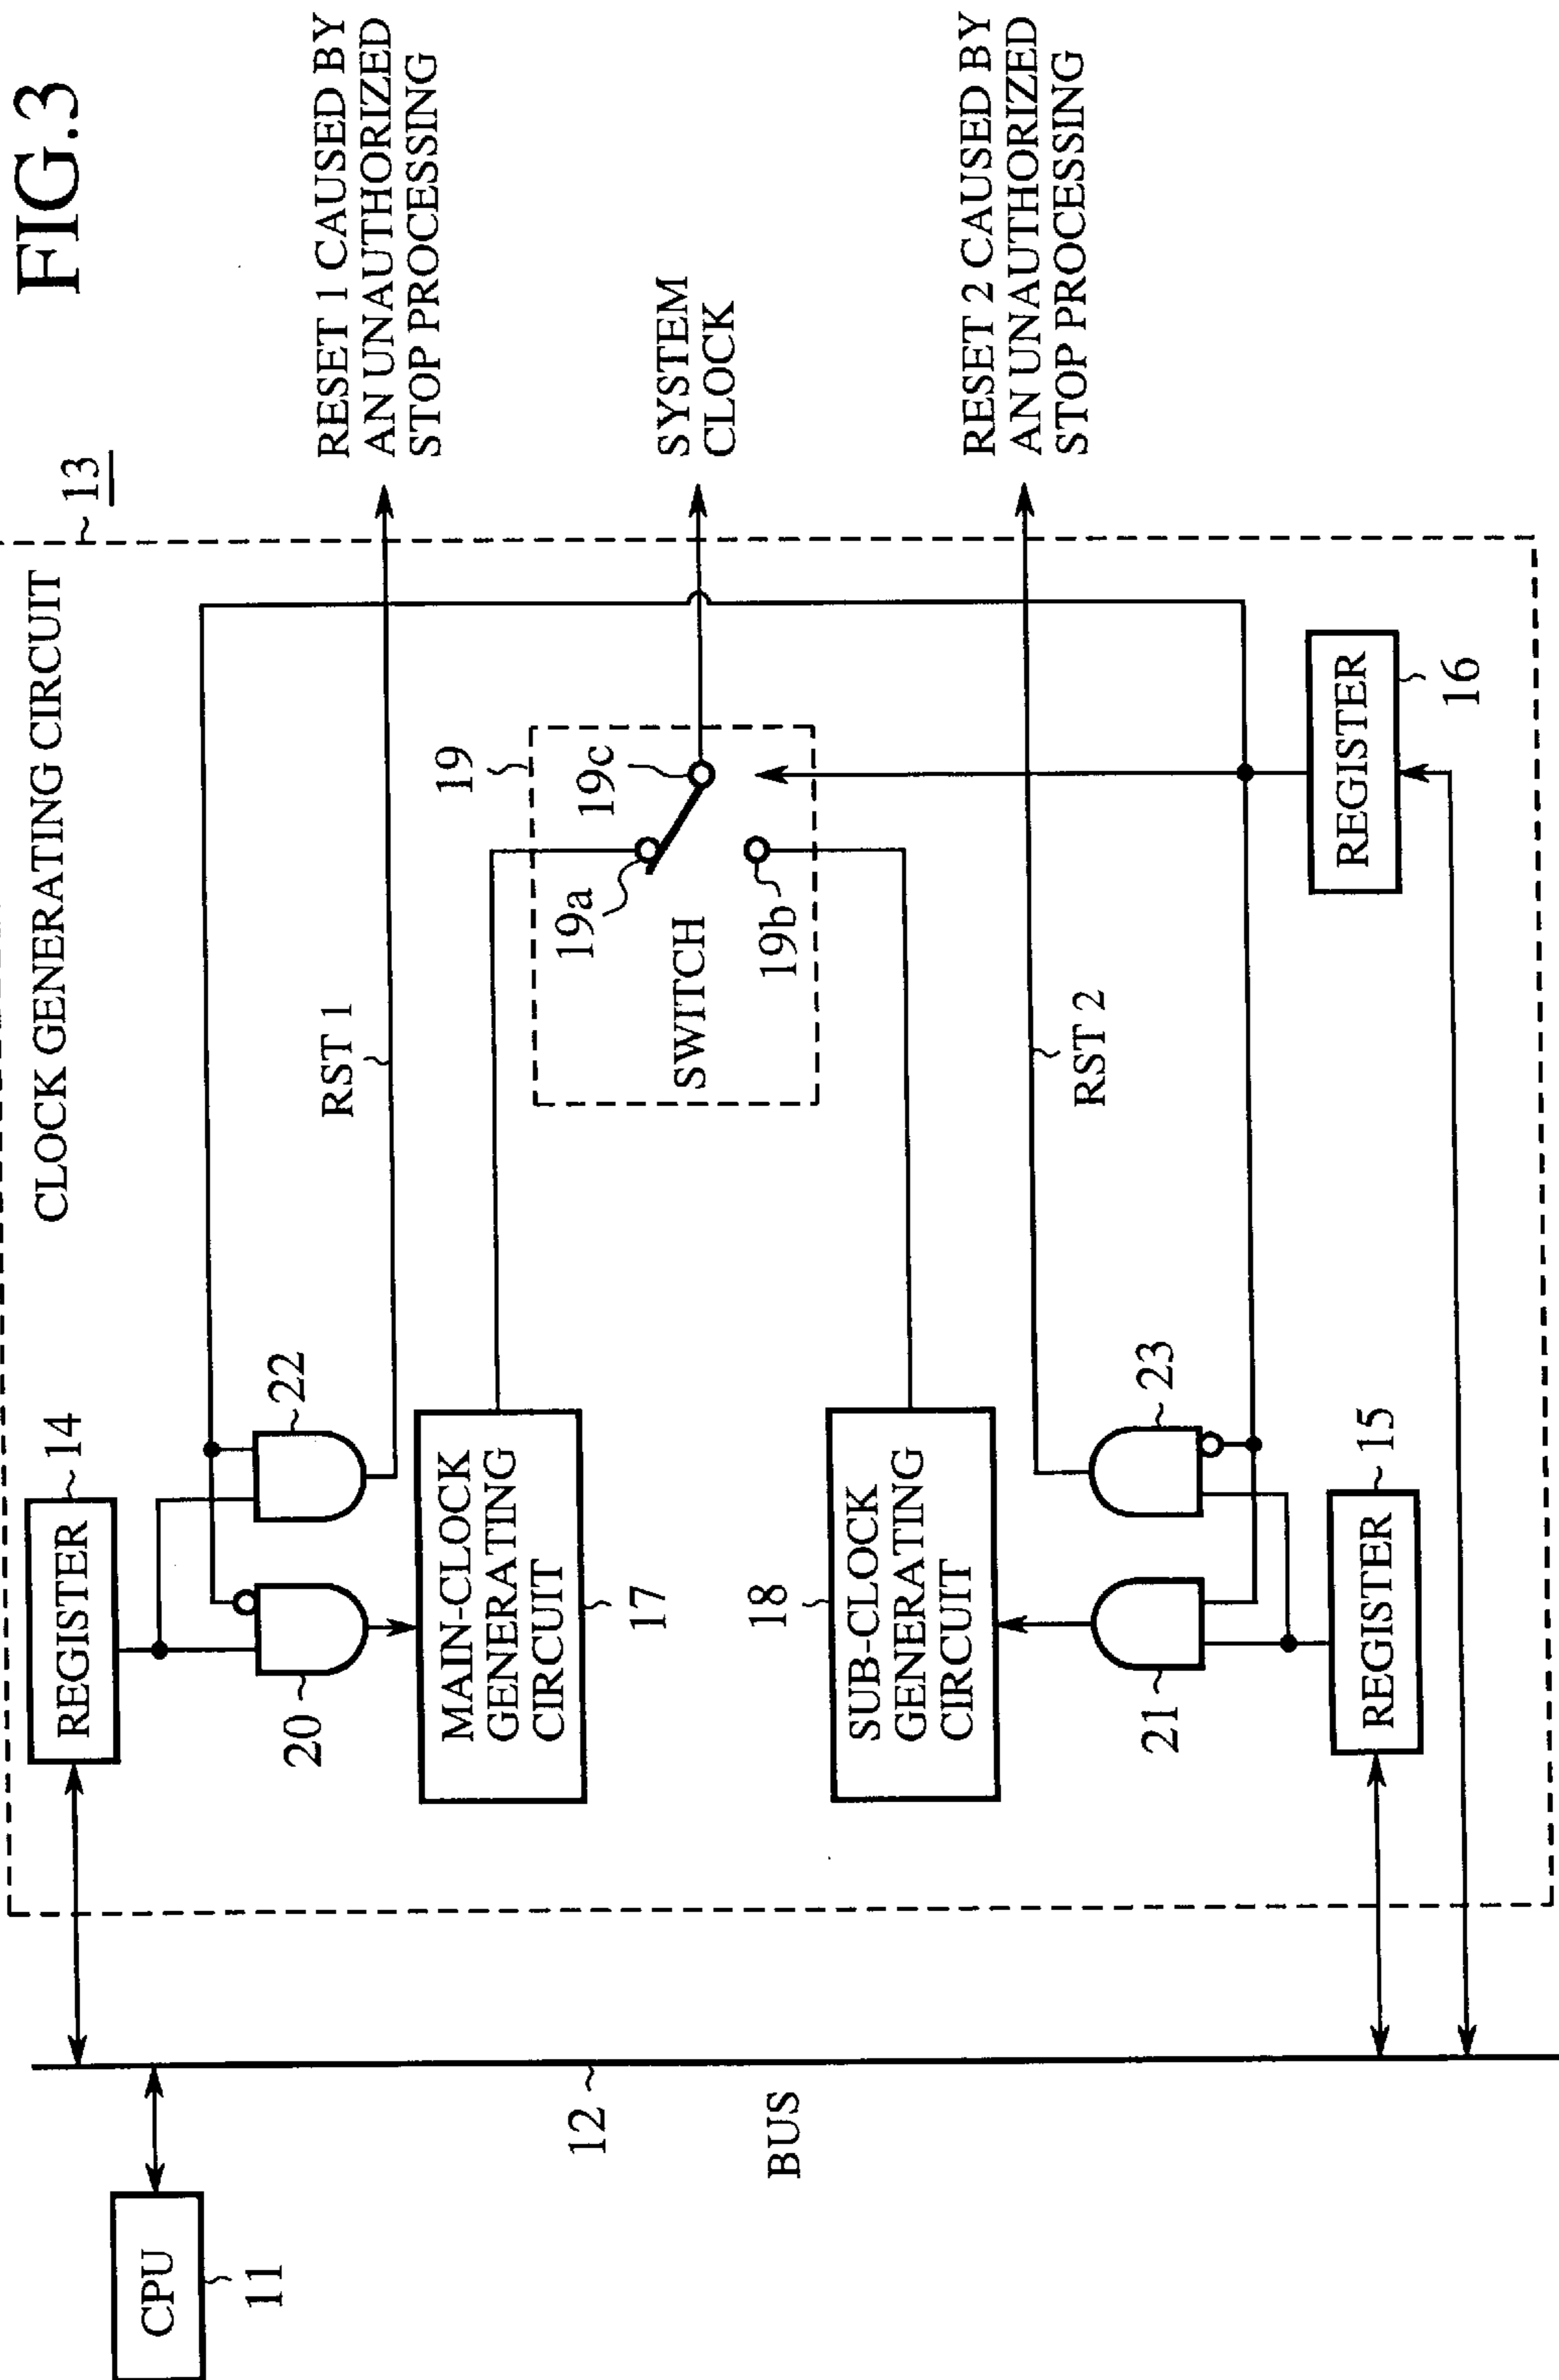 FIG.3
CLOCK GENERATING CIRCUIT
13
REGISTER
14
20
22
RST 1
RESET 1 CAUSED BY
AN UNAUTHORIZED
STOP PROCESSING
MAIN-CLOCK
GENERATING
CIRCUIT
17
19
19a
19c
SWITCH
19b
SYSTEM
CLOCK
CPU
11
12
BUS
18
SUB-CLOCK
GENERATING
CIRCUIT
RST 2
RESET 2 CAUSED BY
AN UNAUTHORIZED
STOP PROCESSING
21
23
REGISTER
15
REGISTER
16